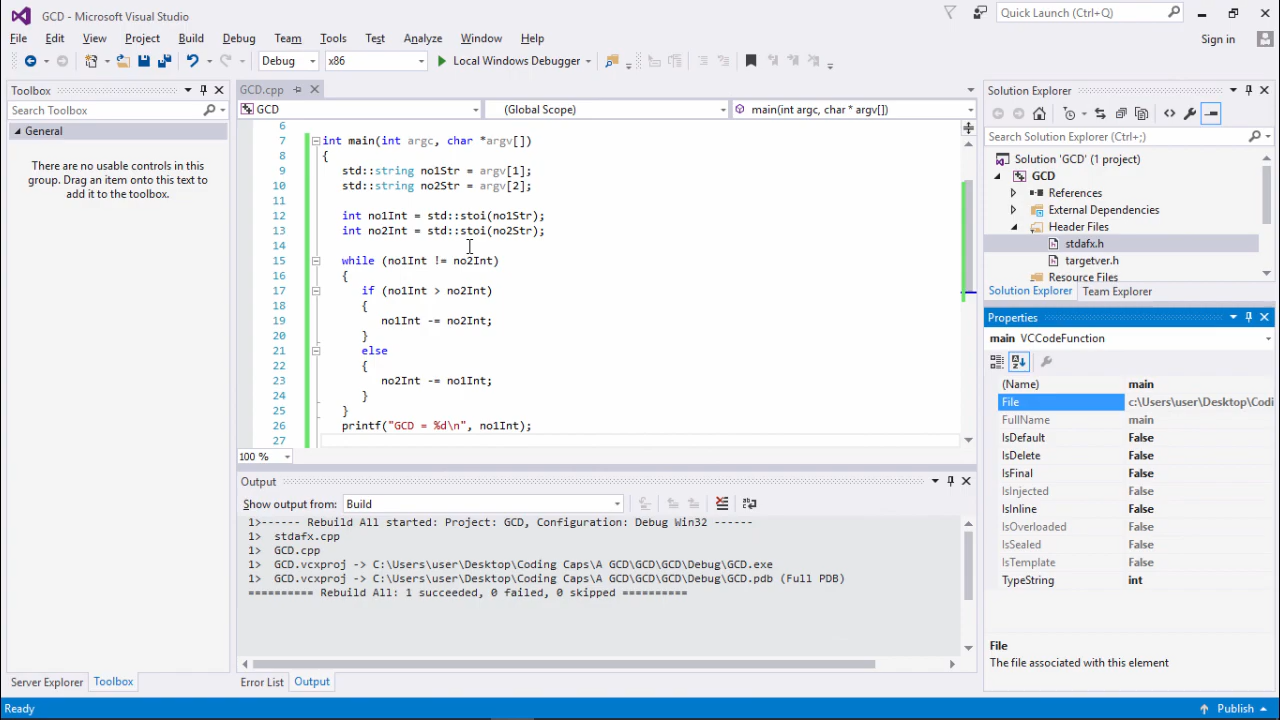 GCD - Microsoft Visual Studio
Quick Launch (Ctrl+Q)
File Edit View Project Build Debug Team Tools Test Analyze Window Help
Sign in
Debug x86 Local Windows Debugger
Toolbox
Search Toolbox
General
There are no usable controls in this
group. Drag an item onto this text to
add it to the toolbox.
Server Explorer Toolbox
GCD.cpp
GCD (Global Scope) main(int argc, char * argv[])
6
7 int main(int argc, char *argv[])
8 {
9 std::string no1Str = argv[1];
10 std::string no2Str = argv[2];
11
12 int no1Int = std::stoi(no1Str);
13 int no2Int = std::stoi(no2Str);
14
15 while (no1Int != no2Int)
16 {
17 if (no1Int > no2Int)
18 {
19 no1Int -= no2Int;
20 }
21 else
22 {
23 no2Int -= no1Int;
24 }
25 }
26 printf("GCD = %d\n", no1Int);
27
100 %
Output
Show output from: Build
1>------ Rebuild All started: Project: GCD, Configuration: Debug Win32 ------
1> stdafx.cpp
1> GCD.cpp
1> GCD.vcxproj -> C:\Users\user\Desktop\Coding Caps\A GCD\GCD\GCD\Debug\GCD.exe
1> GCD.vcxproj -> C:\Users\user\Desktop\Coding Caps\A GCD\GCD\GCD\Debug\GCD.pdb (Full PDB)
========== Rebuild All: 1 succeeded, 0 failed, 0 skipped ==========
Error List Output
Solution Explorer
Search Solution Explorer (Ctrl+;)
Solution 'GCD' (1 project)
GCD
References
External Dependencies
Header Files
stdafx.h
targetver.h
Resource Files
Solution Explorer Team Explorer
Properties
main VCCodeFunction
(Name) main
File c:\Users\user\Desktop\Codi
FullName main
IsDefault False
IsDelete False
IsFinal False
IsInjected False
IsInline False
IsOverloaded False
IsSealed False
IsTemplate False
TypeString int
File
The file associated with this element
Ready
Publish